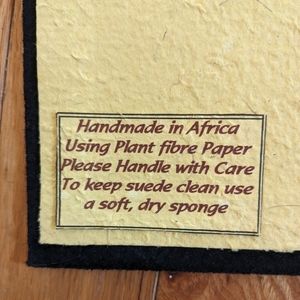 Handmade in Africa
Using Plant fibre Paper
Please Handle with Care
To keep suede clean use
a soft, dry sponge